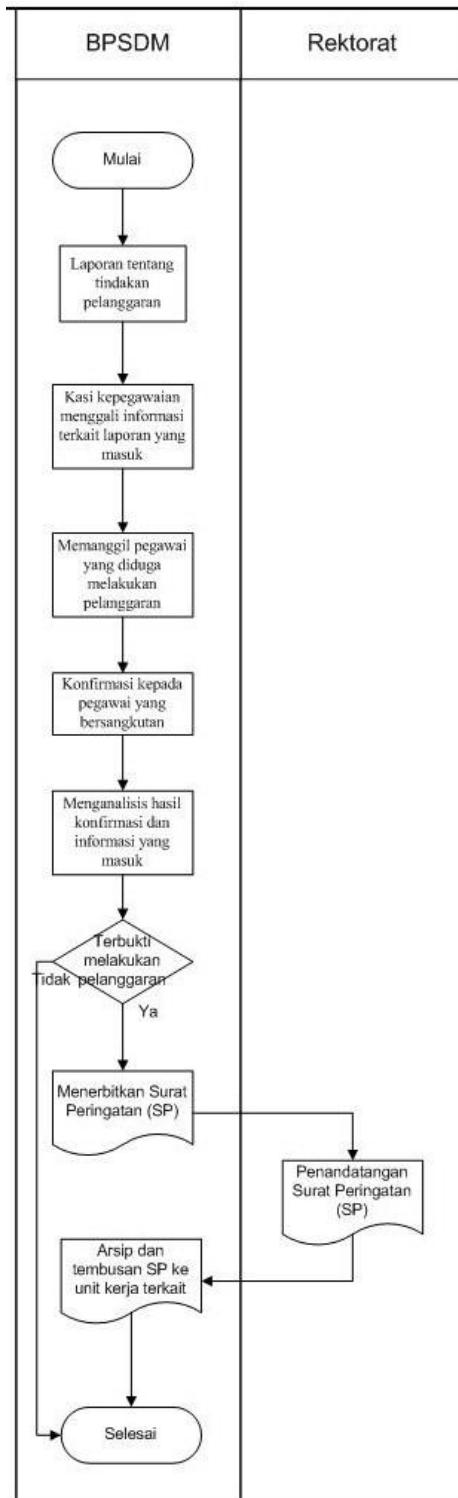 BPSDM
Rektorat
Mulai
Laporan tentang
tindakan
pelanggaran
Kasi kepegawaian
menggali informasi
terkait laporan yang
masuk
Memanggil pegawai
yang diduga
melakukan
pelanggaran
Konfirmasi kepada
pegawai yang
bersangkutan
Menganalisis hasil
konfirmasi dan
informasi yang
masuk
Terbukti
melakukan
pelanggaran
Tidak
Ya
Menerbitkan Surat
Peringatan (SP)
Penandatangan
Surat Peringatan
(SP)
Arsip dan
tembusan SP ke
unit kerja terkait
Selesai